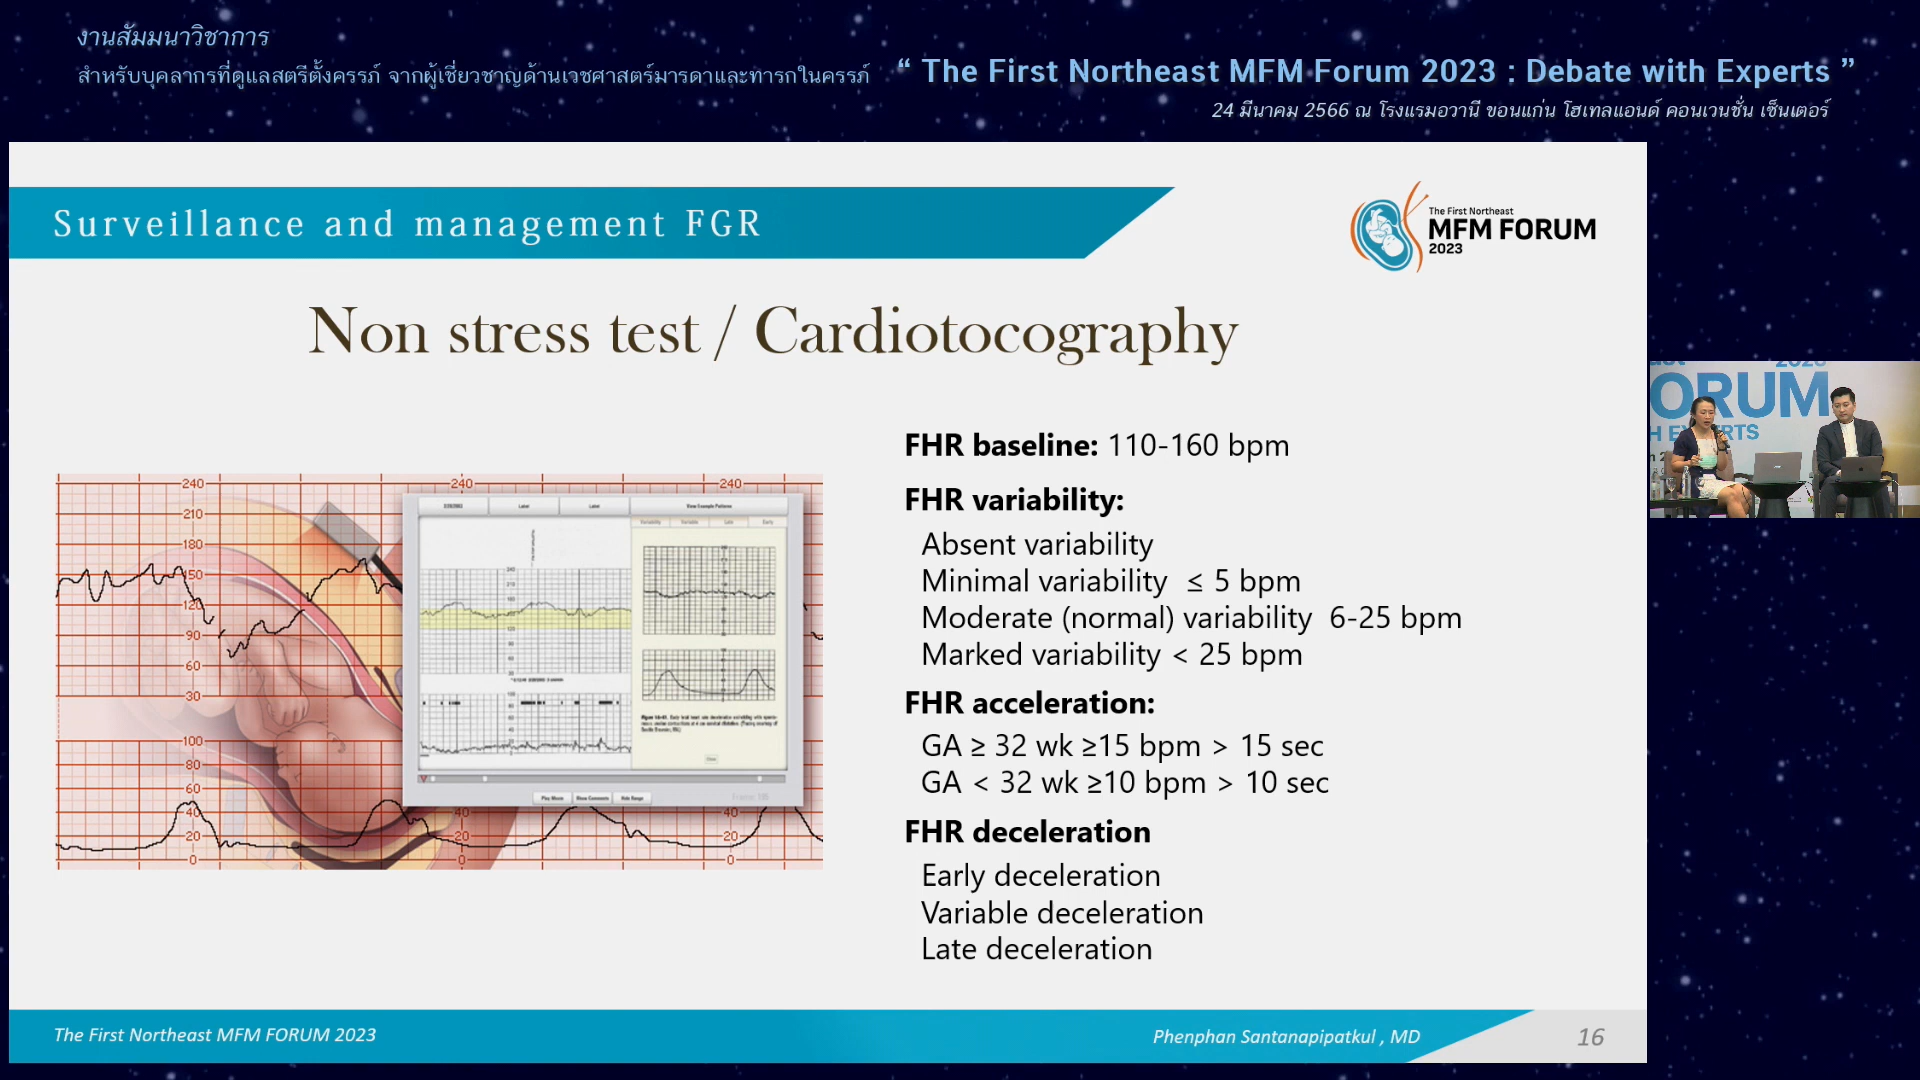 งานสัมมนาวิชาการ
สำหรับบุคลากรที่ดูแลสตรีตั้งครรภ์ จากผู้เชี่ยวชาญด้านเวชศาสตร์มารดาและทารกในครรภ์
“ The First Northeast MFM Forum 2023 : Debate with Experts ”
24 มีนาคม 2566 ณ โรงแรมอวานี ขอนแก่น โฮเทลแอนด์ คอนเวนชั่น เซ็นเตอร์
Surveillance and management FGR
The First Northeast
MFM FORUM
2023
Non stress test / Cardiotocography
FHR baseline: 110-160 bpm
FHR variability:
Absent variability
Minimal variability ≤ 5 bpm
Moderate (normal) variability 6-25 bpm
Marked variability < 25 bpm
FHR acceleration:
GA ≥ 32 wk ≥15 bpm > 15 sec
GA < 32 wk ≥10 bpm > 10 sec
FHR deceleration
Early deceleration
Variable deceleration
Late deceleration
240 240 240
210
180
150
120
90
60
30
100
80
60
40 40 40
20 20 20
0 0 0
ORUM
The First Northeast MFM FORUM 2023
Phenphan Santanapipatkul , MD
16